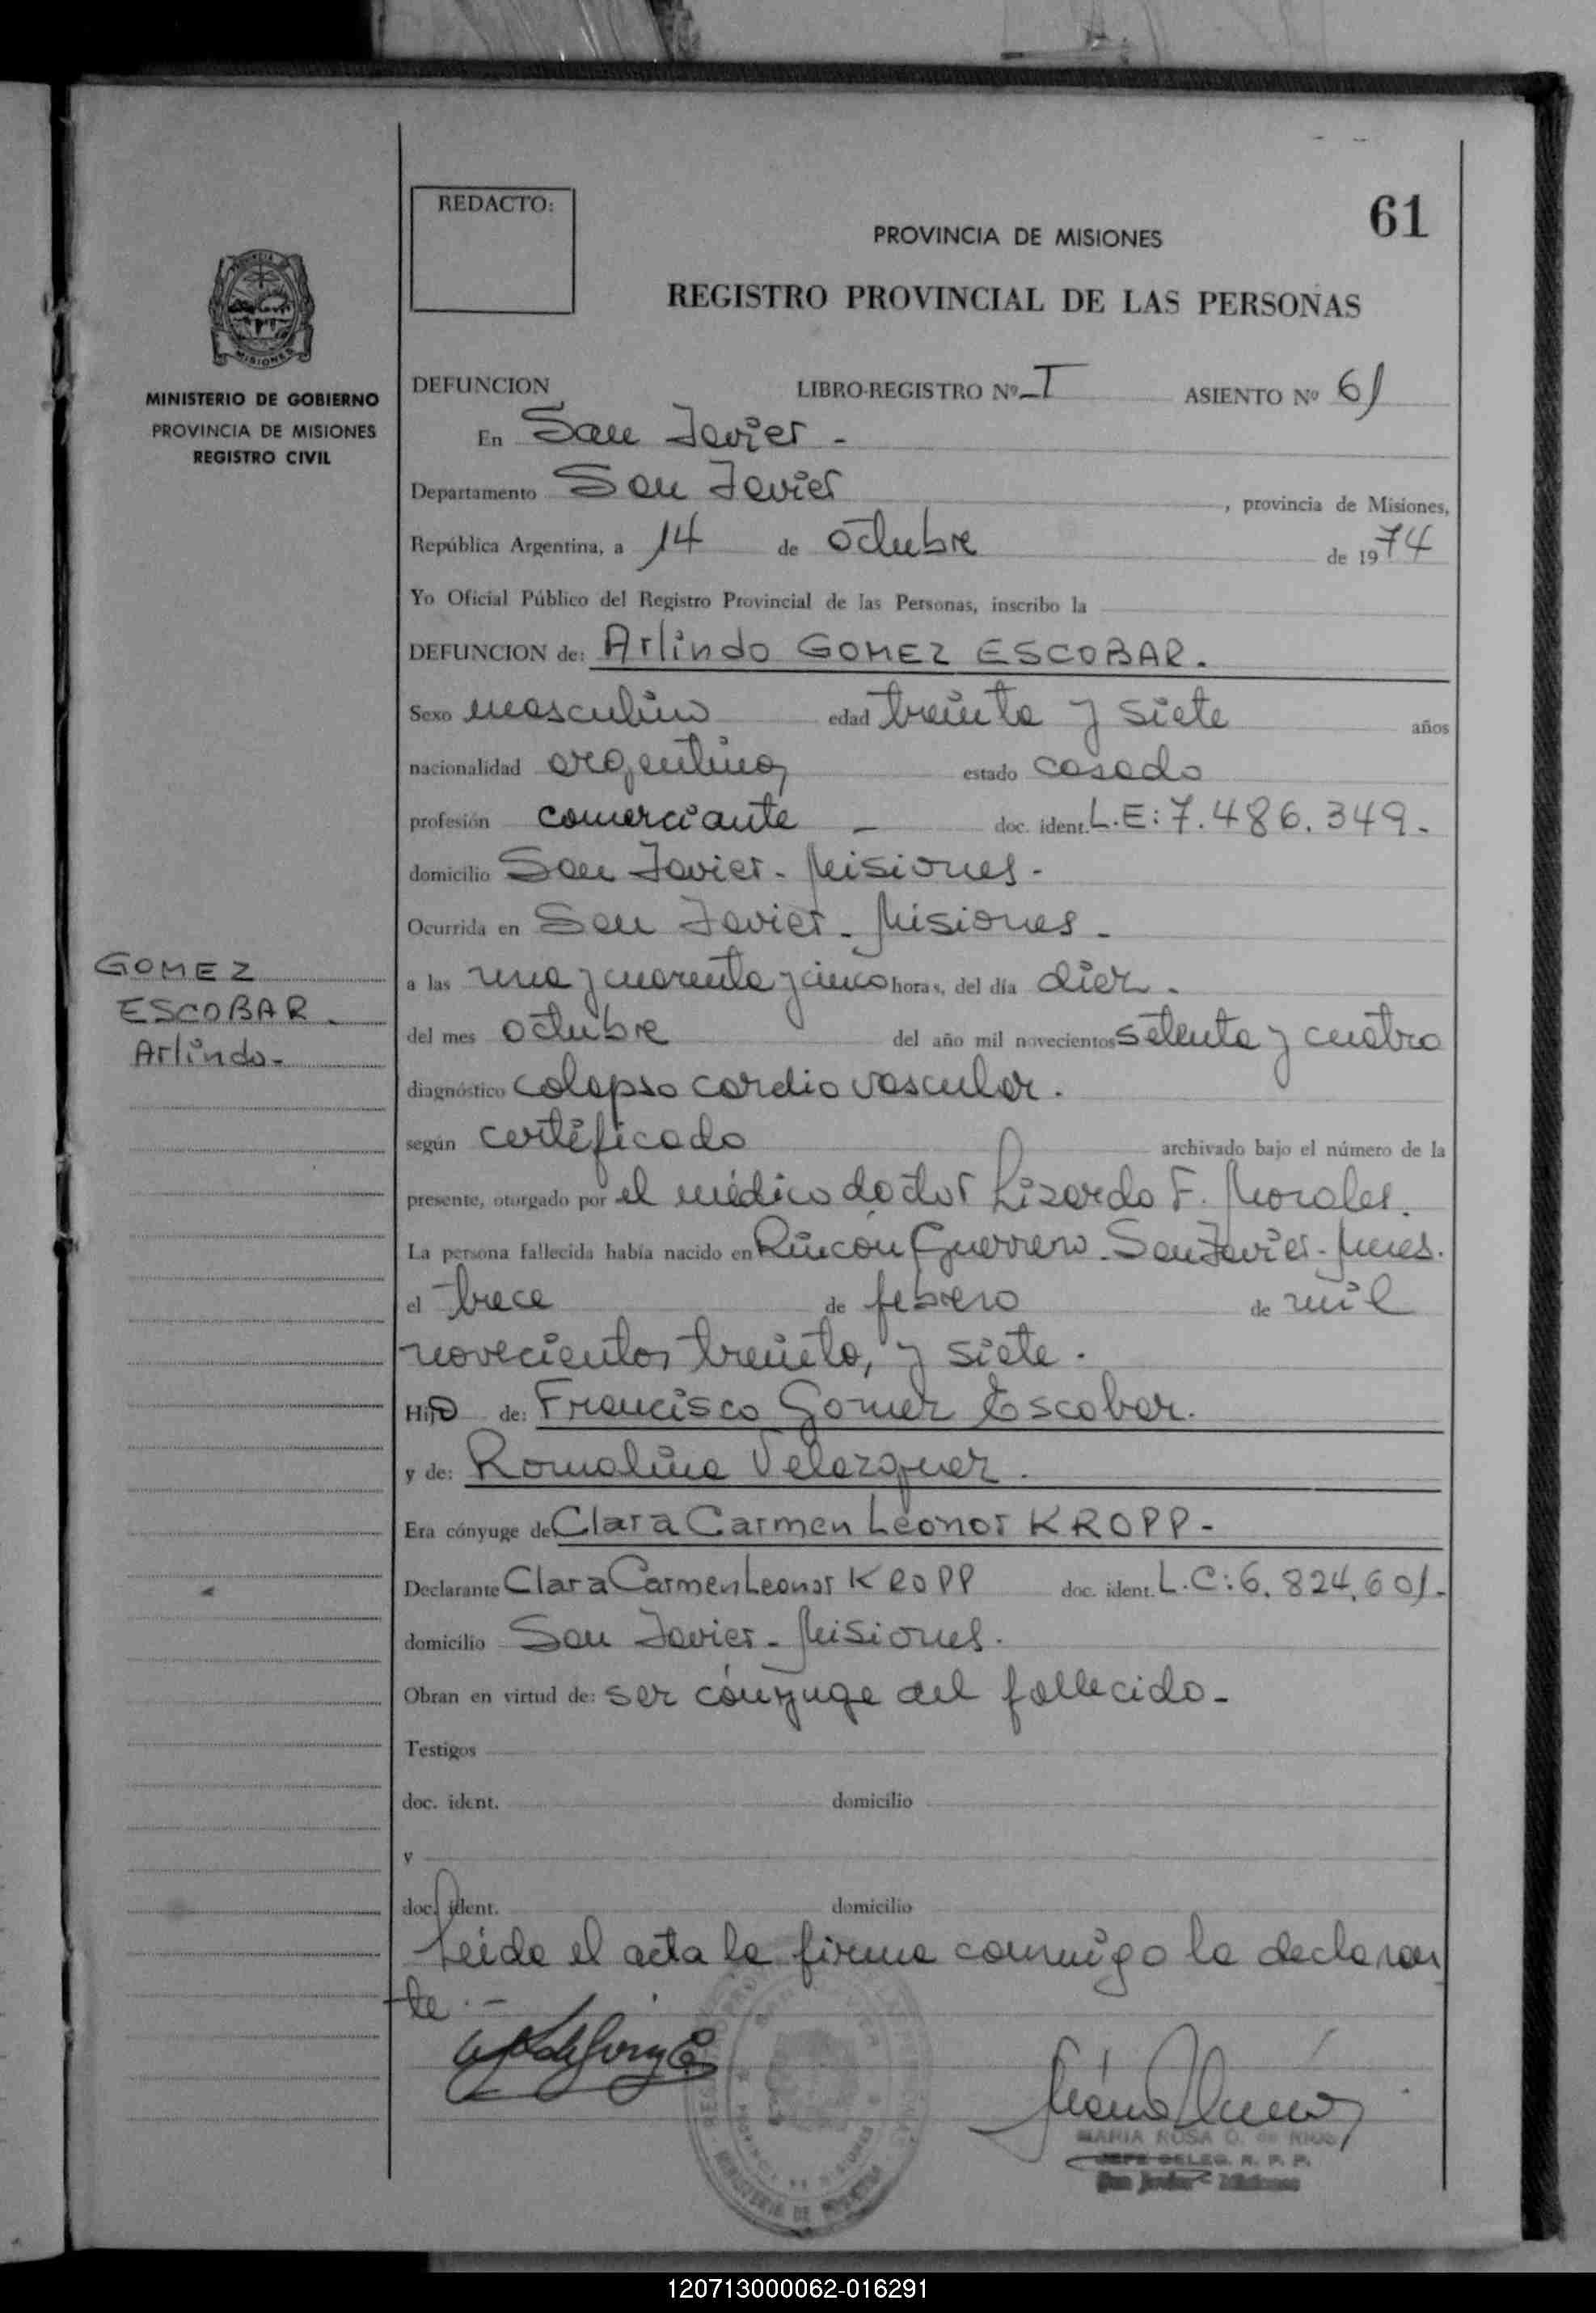 REDACTO:
61
PROVINCIA DE MISIONES
REGISTRO PROVINCIAL DE LAS PERSONAS
MISIONES
MINISTERIO DE GOBIERNO
PROVINCIA DE MISIONES
REGISTRO CIVIL
DEFUNCION LIBRO-REGISTRO Nº I ASIENTO Nº 61
En San Javier -
Departamento San Javier, provincia de Misiones,
República Argentina, a 14 de octubre de 1974
Yo Oficial Público del Registro Provincial de las Personas, inscribo la
DEFUNCION de: Arlindo GOMEZ ESCOBAR.
Sexo masculino edad treinta y siete años
nacionalidad argentino, estado casado
profesión comerciante - doc. ident. L.E: 7.486.349.-
domicilio San Javier - Misiones -
Ocurrida en San Javier - Misiones -
a las una y cuarenta y cinco horas, del día diez.
del mes octubre del año mil novecientos setenta y cuatro
diagnóstico colapso cardio vascular.
según certificado archivado bajo el número de la
presente, otorgado por el médico doctor Lizardo F. Morales.
La persona fallecida había nacido en Rincón Guerrero - San Javier - Mnes.
el trece de febrero de mil
novecientos treinta, y siete.
Hijo de: Francisco Gomez Escobar.
y de: Romalina Velazquez.
Era cónyuge de Clara Carmen Leonor KROPP -
Declarante Clara Carmen Leonor KROPP doc. ident. L.C: 6.824.601-
domicilio San Javier - Misiones.
Obran en virtud de: ser cónyuge del fallecido -
Testigos
doc. ident. domicilio
y
doc. ident. domicilio
Leída el acta la firma conmigo la declaran
te.-
GOMEZ
ESCOBAR.
Arlindo-
MARIA ROSA O. de RIOS
JEFE DELEG. R. P. P.
San Javier - Misiones
120713000062-016291